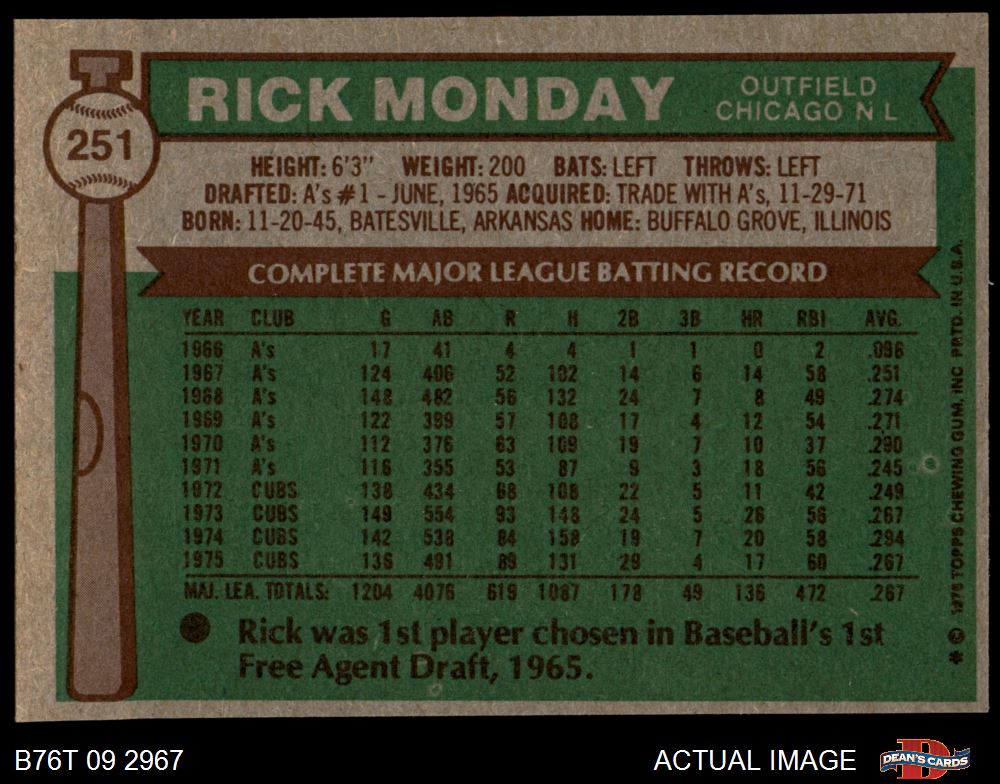 T
251
RICK MONDAY
OUTFIELD
CHICAGO N L
HEIGHT: 6'3" WEIGHT: 200 BATS: LEFT THROWS: LEFT
DRAFTED: A's #1 - JUNE, 1965 ACQUIRED: TRADE WITH A's, 11-29-71
BORN: 11-20-45, BATESVILLE, ARKANSAS HOME: BUFFALO GROVE, ILLINOIS
COMPLETE MAJOR LEAGUE BATTING RECORD
YEAR CLUB G AB R H 2B 3B HR RBI AVG.
1966 A's 17 41 4 4 1 1 0 2 .098
1967 A's 124 406 52 102 14 6 14 58 .251
1968 A's 148 482 56 132 24 7 8 49 .274
1969 A's 122 399 57 108 17 4 12 54 .271
1970 A's 112 376 63 109 19 7 10 37 .290
1971 A's 116 355 53 87 9 3 18 56 .245
1972 CUBS 138 434 68 108 22 5 11 42 .249
1973 CUBS 149 554 93 148 24 5 26 56 .267
1974 CUBS 142 538 84 158 19 7 20 58 .294
1975 CUBS 136 491 89 131 29 4 17 60 .267
MAJ. LEA. TOTALS: 1204 4076 619 1087 178 49 136 472 .267
Rick was 1st player chosen in Baseball's 1st
Free Agent Draft, 1965.
* © 1976 TOPPS CHEWING GUM, INC PRTD. IN U.S.A.
B76T 09 2967
ACTUAL IMAGE
D
DEAN'S CARDS